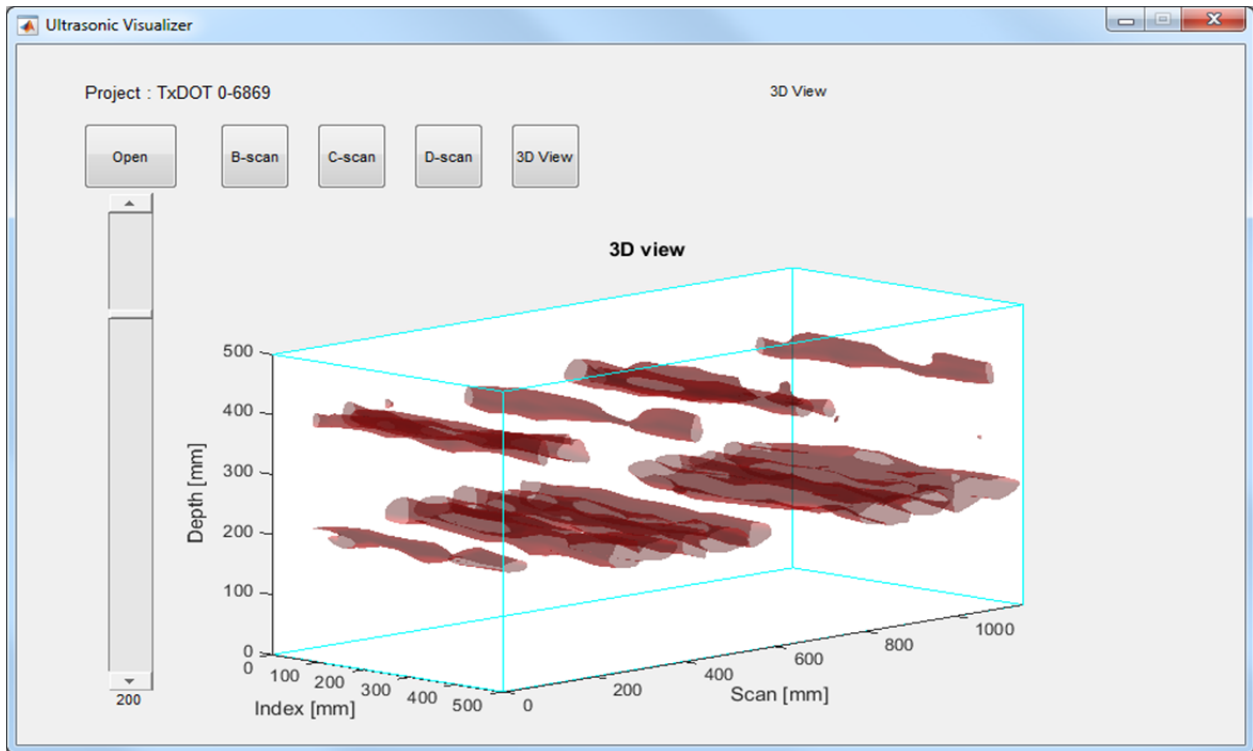 Ultrasonic Visualizer
Project : TxDOT 0-6869
3D View
Open
B-scan
C-scan
D-scan
3D View
3D view
500
400
300
200
100
0
Depth [mm]
0
100
200
300
400
500
Index [mm]
0
200
400
600
800
1000
Scan [mm]
200